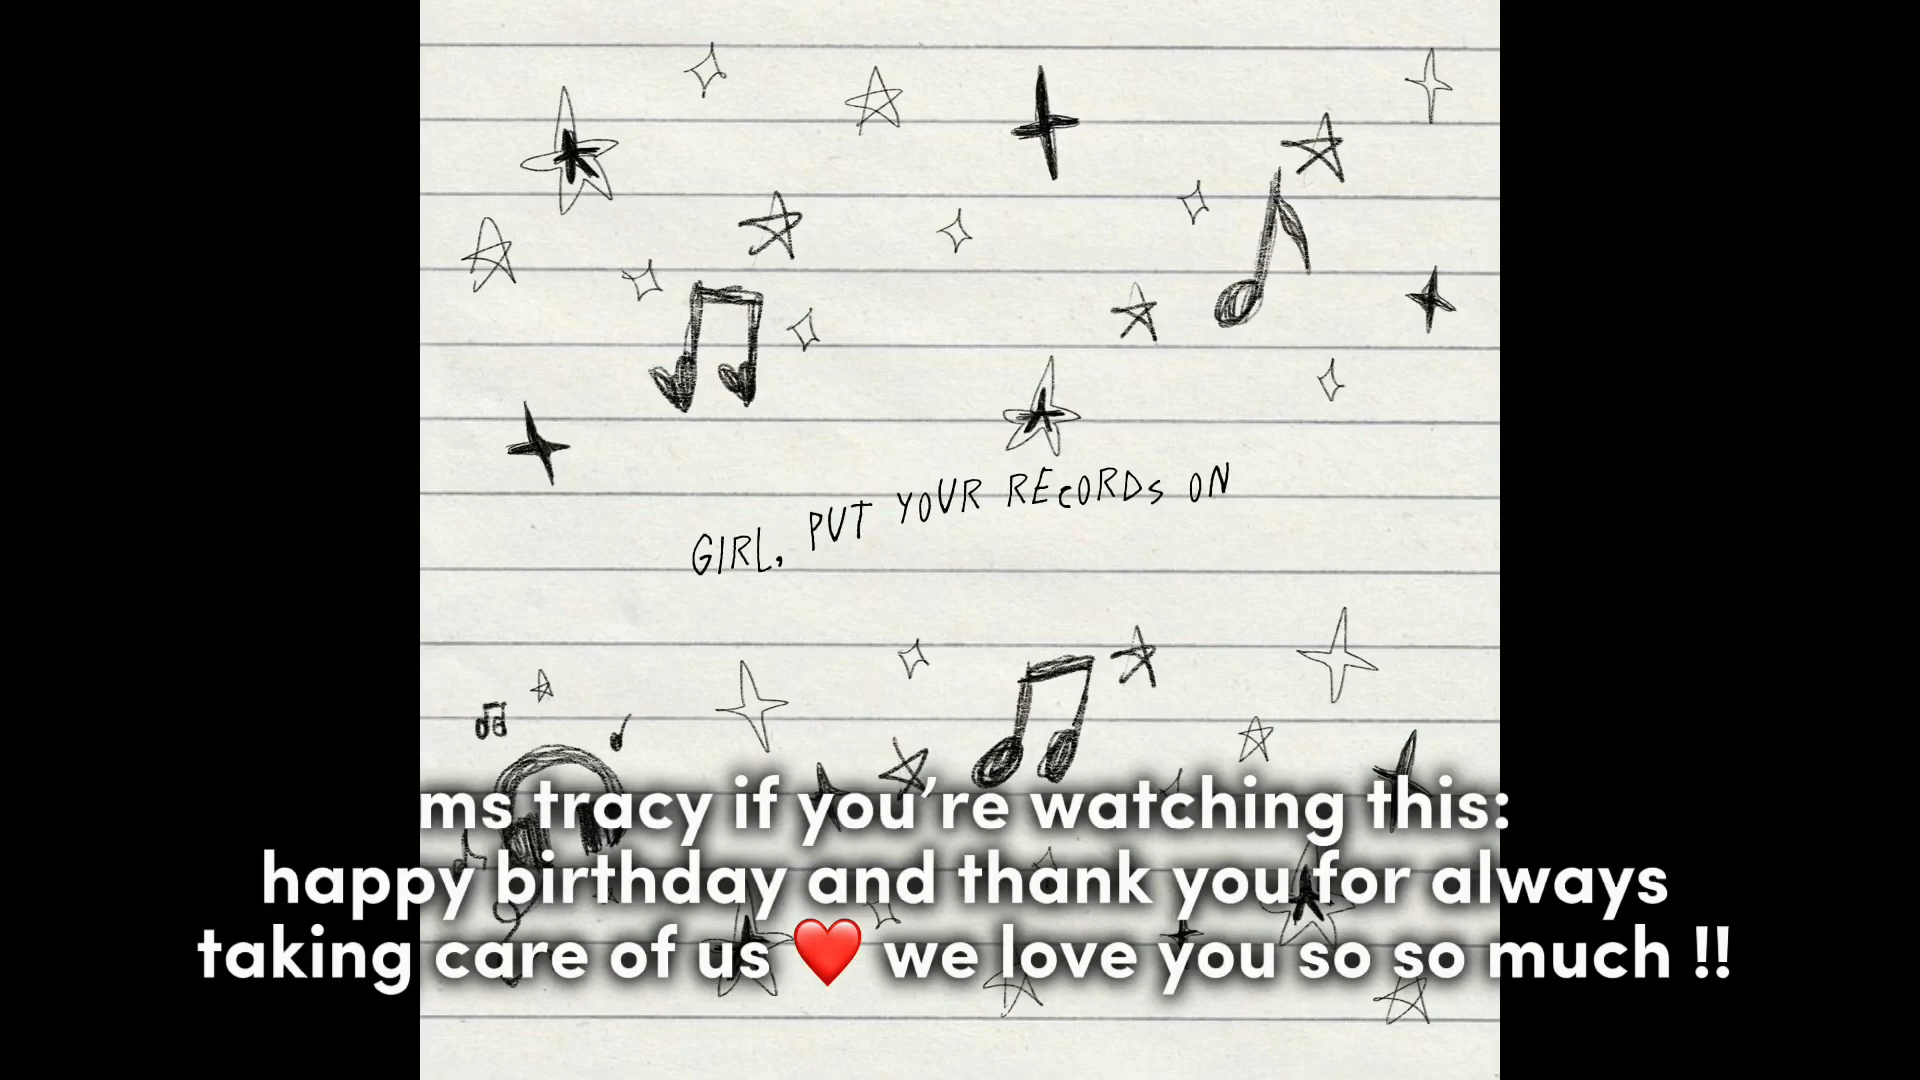 GIRL, PUT YOUR RECORDS ON
ms tracy if you’re watching this:
happy birthday and thank you for always
taking care of us ❤️ we love you so so much !!